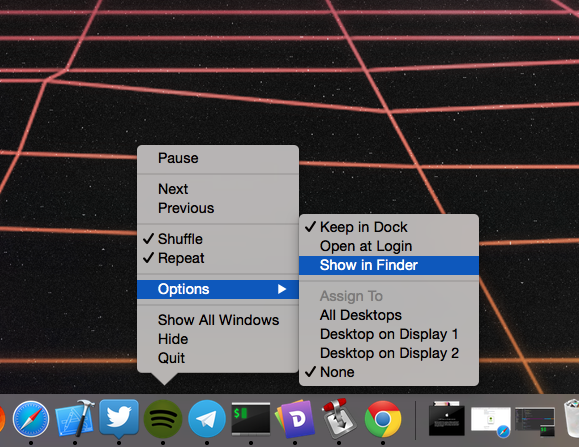 Pause
Next
Previous
✓ Shuffle
✓ Repeat
Options ▶
Show All Windows
Hide
Quit
✓ Keep in Dock
Open at Login
Show in Finder
Assign To
All Desktops
Desktop on Display 1
Desktop on Display 2
✓ None
$
D